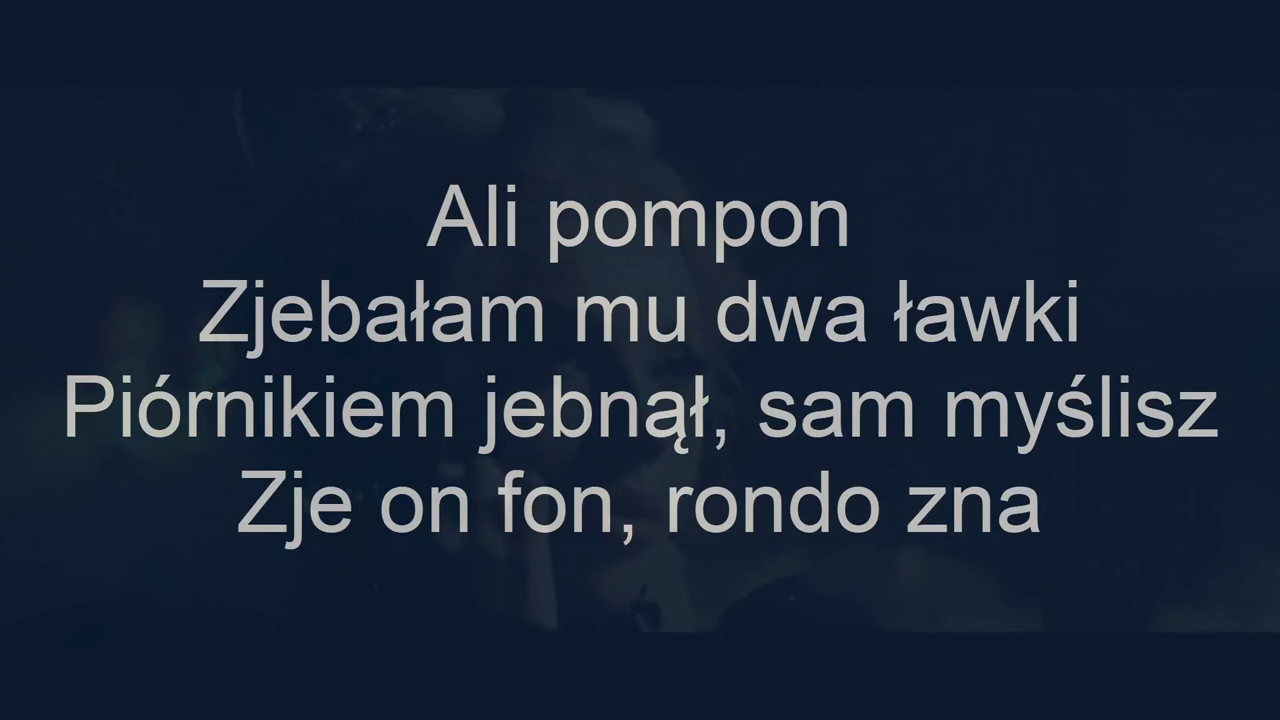 Ali pompon
Zjebałam mu dwa ławki
Piórnikiem jebnął, sam myślisz
Zje on fon, rondo zna